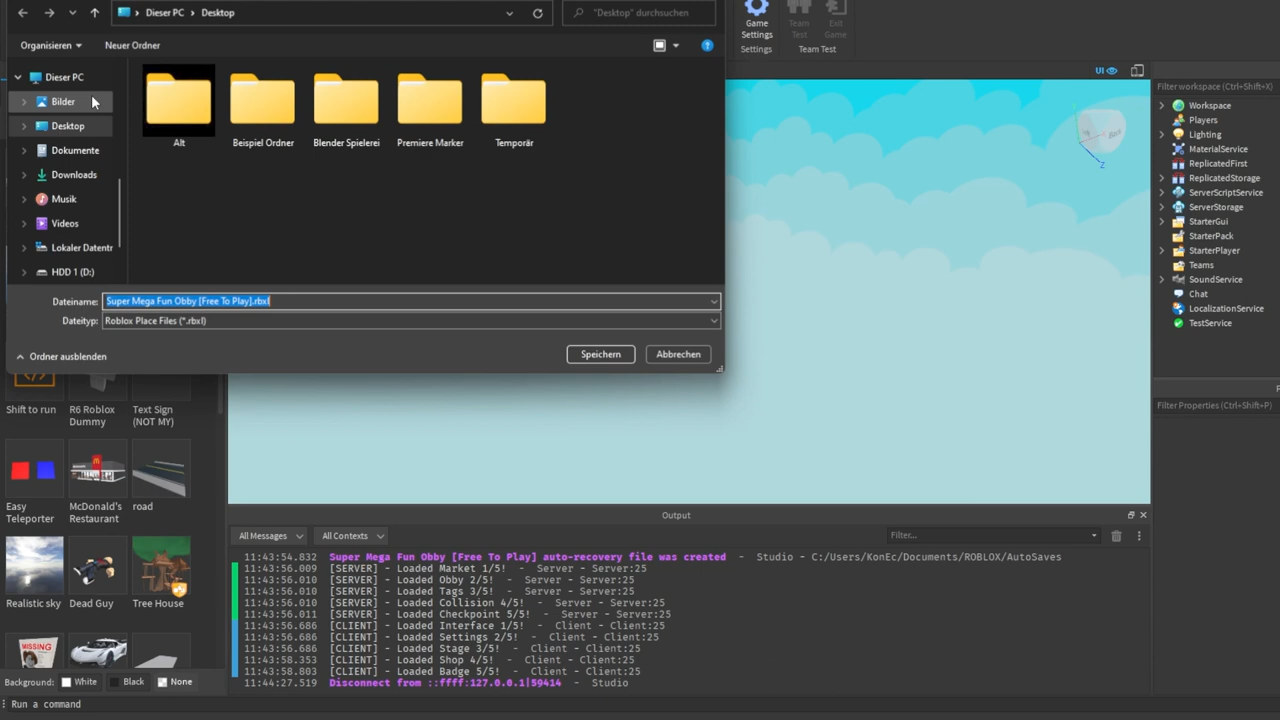 Dieser PC
Desktop
"Desktop" durchsuchen
Organisieren
Neuer Ordner
Dieser PC
Bilder
Desktop
Dokumente
Downloads
Musik
Videos
Lokaler Datentr
HDD 1 (D:)
Alt
Beispiel Ordner
Blender Spielerei
Premiere Marker
Temporär
Dateiname:
Super Mega Fun Obby [Free To Play].rbxl
Dateityp:
Roblox Place Files (*.rbxl)
Ordner ausblenden
Speichern
Abbrechen
Game
Settings
Team
Test
Exit
Game
Settings
Team Test
UI
Filter workspace (Ctrl+Shift+X)
Workspace
Players
Lighting
MaterialService
ReplicatedFirst
ReplicatedStorage
ServerScriptService
ServerStorage
StarterGui
StarterPack
StarterPlayer
Teams
SoundService
Chat
LocalizationService
TestService
Back
Z
Filter Properties (Ctrl+Shift+P)
Shift to run
R6 Roblox
Dummy
Text Sign
(NOT MY)
Easy
Teleporter
McDonald's
Restaurant
road
Realistic sky
Dead Guy
Tree House
MISSING
Background:
White
Black
None
Run a command
Output
All Messages
All Contexts
Filter...
11:43:54.832 Super Mega Fun Obby [Free To Play] auto-recovery file was created - Studio - C:/Users/KonEc/Documents/ROBLOX/AutoSaves
11:43:56.009 [SERVER] - Loaded Market 1/5! - Server - Server:25
11:43:56.010 [SERVER] - Loaded Obby 2/5! - Server - Server:25
11:43:56.010 [SERVER] - Loaded Tags 3/5! - Server - Server:25
11:43:56.010 [SERVER] - Loaded Collision 4/5! - Server - Server:25
11:43:56.011 [SERVER] - Loaded Checkpoint 5/5! - Server - Server:25
11:43:56.686 [CLIENT] - Loaded Interface 1/5! - Client - Client:25
11:43:56.686 [CLIENT] - Loaded Settings 2/5! - Client - Client:25
11:43:56.686 [CLIENT] - Loaded Stage 3/5! - Client - Client:25
11:43:58.353 [CLIENT] - Loaded Shop 4/5! - Client - Client:25
11:43:58.803 [CLIENT] - Loaded Badge 5/5! - Client - Client:25
11:44:27.519 Disconnect from ::ffff:127.0.0.1|59414 - Studio